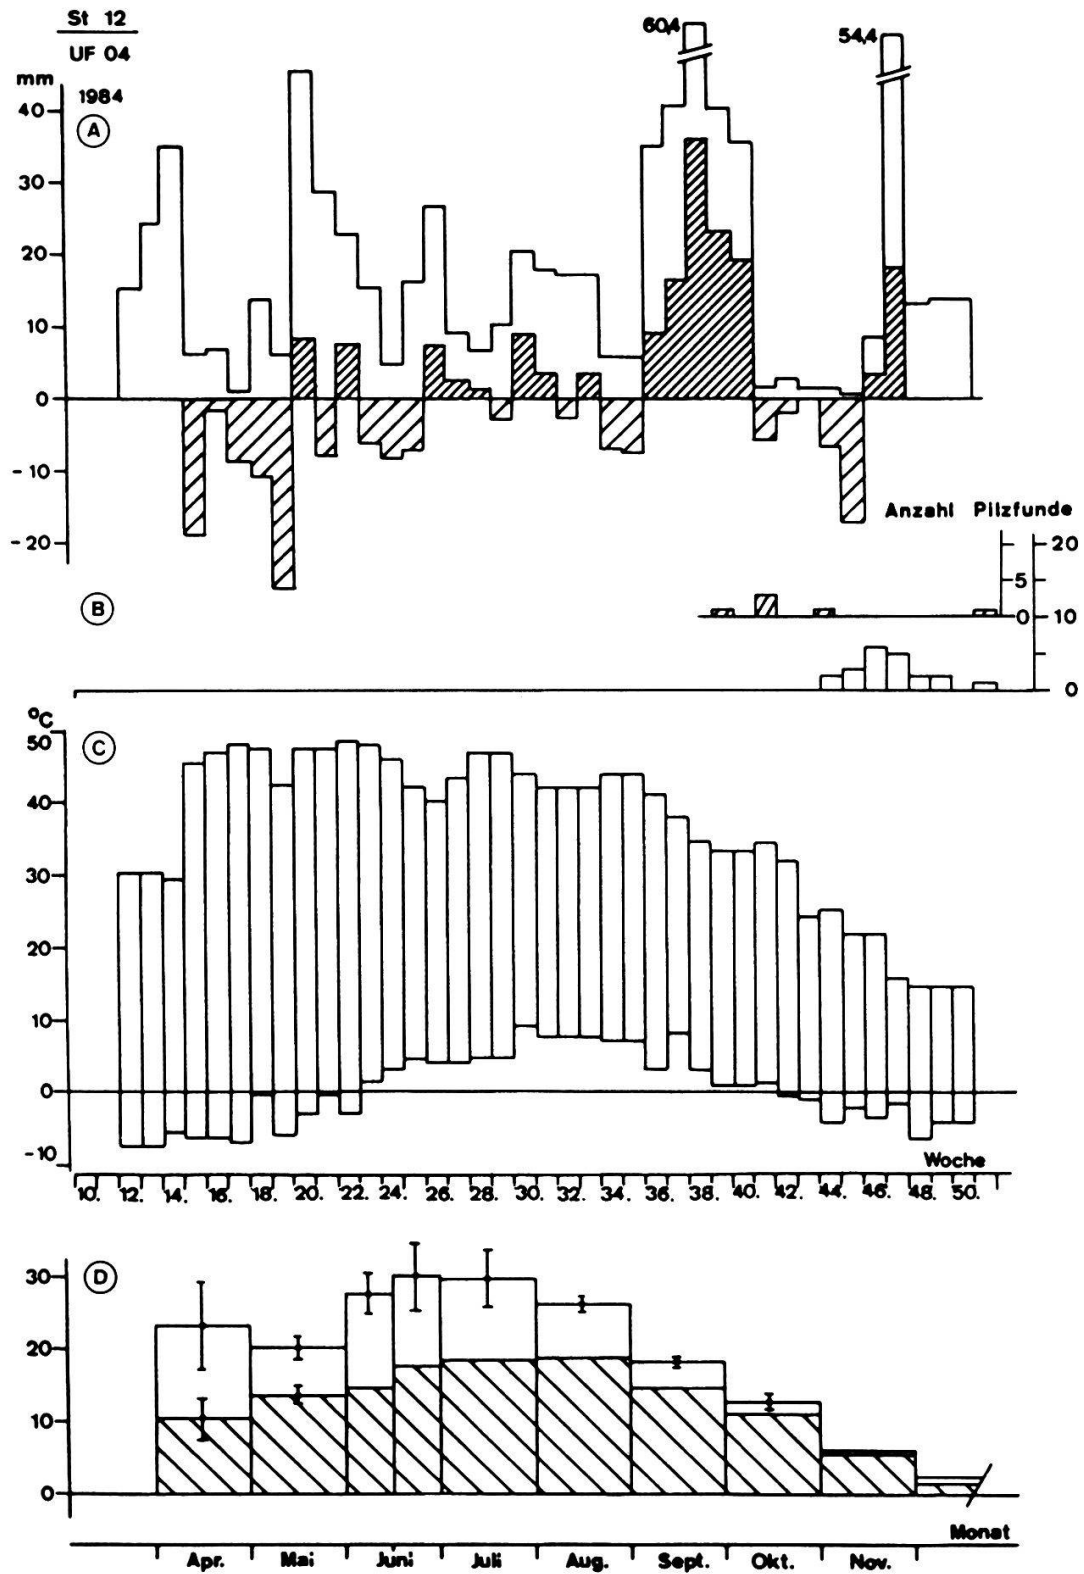 St 12
UF 04
1984
mm
A
60,4
54,4
40
30
20
10
0
-10
-20
Anzahl Pilzfunde
B
20
5
0
10
0
°C
C
50
40
30
20
10
0
-10
Woche
10. 12. 14. 16. 18. 20. 22. 24. 26. 28. 30. 32. 34. 36. 38. 40. 42. 44. 46. 48. 50.
D
30
20
10
0
Monat
Apr. Mai Juni Juli Aug. Sept. Okt. Nov.